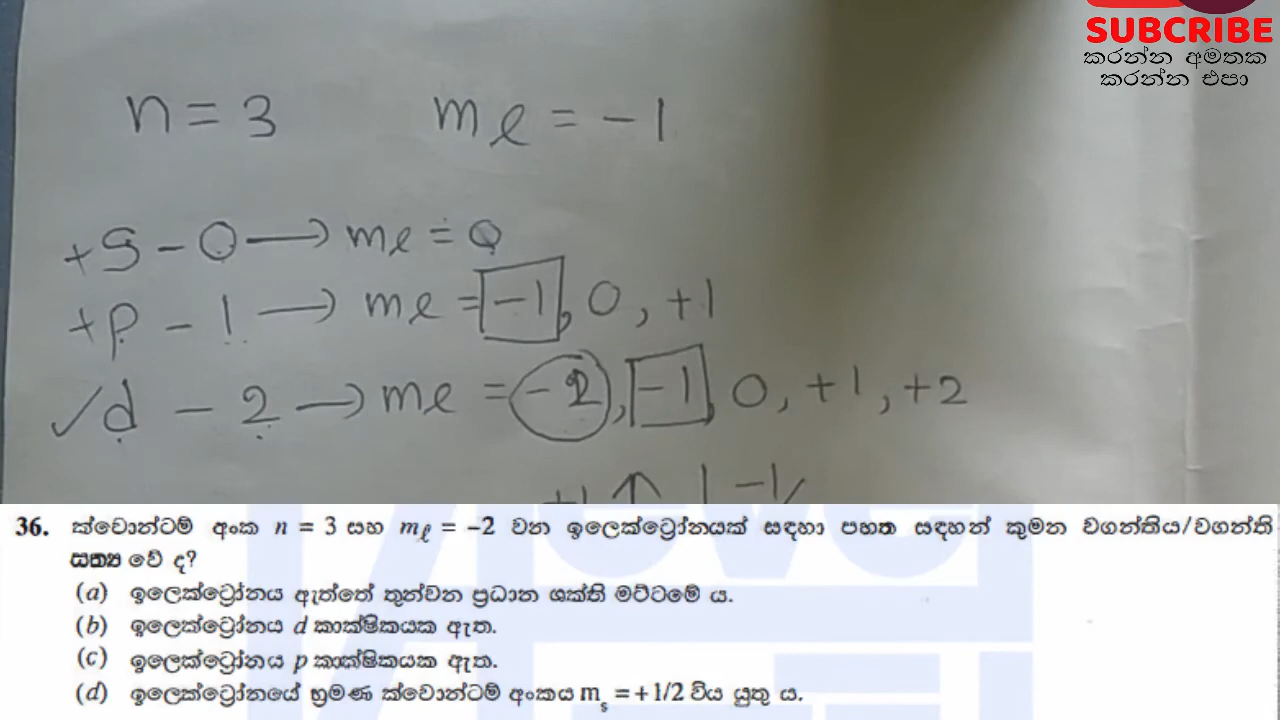 SUBCRIBE
කරන්න අමතක
කරන්න එපා
n = 3 mℓ = -1
+S - 0 → mℓ = 0
+P - 1 → mℓ = -1, 0, +1
✓d - 2 → mℓ = -2, -1, 0, +1, +2
36. ක්වොන්ටම් අංක n = 3 සහ mℓ = -2 වන ඉලෙක්ට්‍රෝනයක් සඳහා පහත සඳහන් කුමන වගන්තිය/වගන්ති
සත්‍ය වේ ද?
(a) ඉලෙක්ට්‍රෝනය ඇත්තේ තුන්වන ප්‍රධාන ශක්ති මට්ටමේ ය.
(b) ඉලෙක්ට්‍රෝනය d කාක්ෂිකයක ඇත.
(c) ඉලෙක්ට්‍රෝනය p කාක්ෂිකයක ඇත.
(d) ඉලෙක්ට්‍රෝනයේ භ්‍රමණ ක්වොන්ටම් අංකය ms = +1/2 විය යුතු ය.